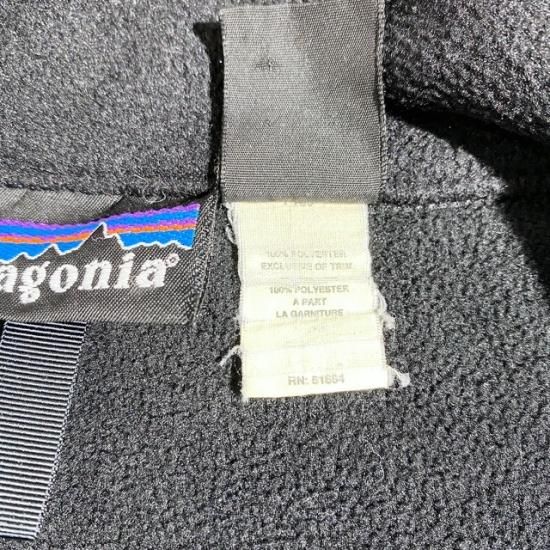 agonia®
100% POLYESTER
EXCLUSIVE OF TRIM
100% POLYESTER
A PART
LA GARNITURE
RN: 51884